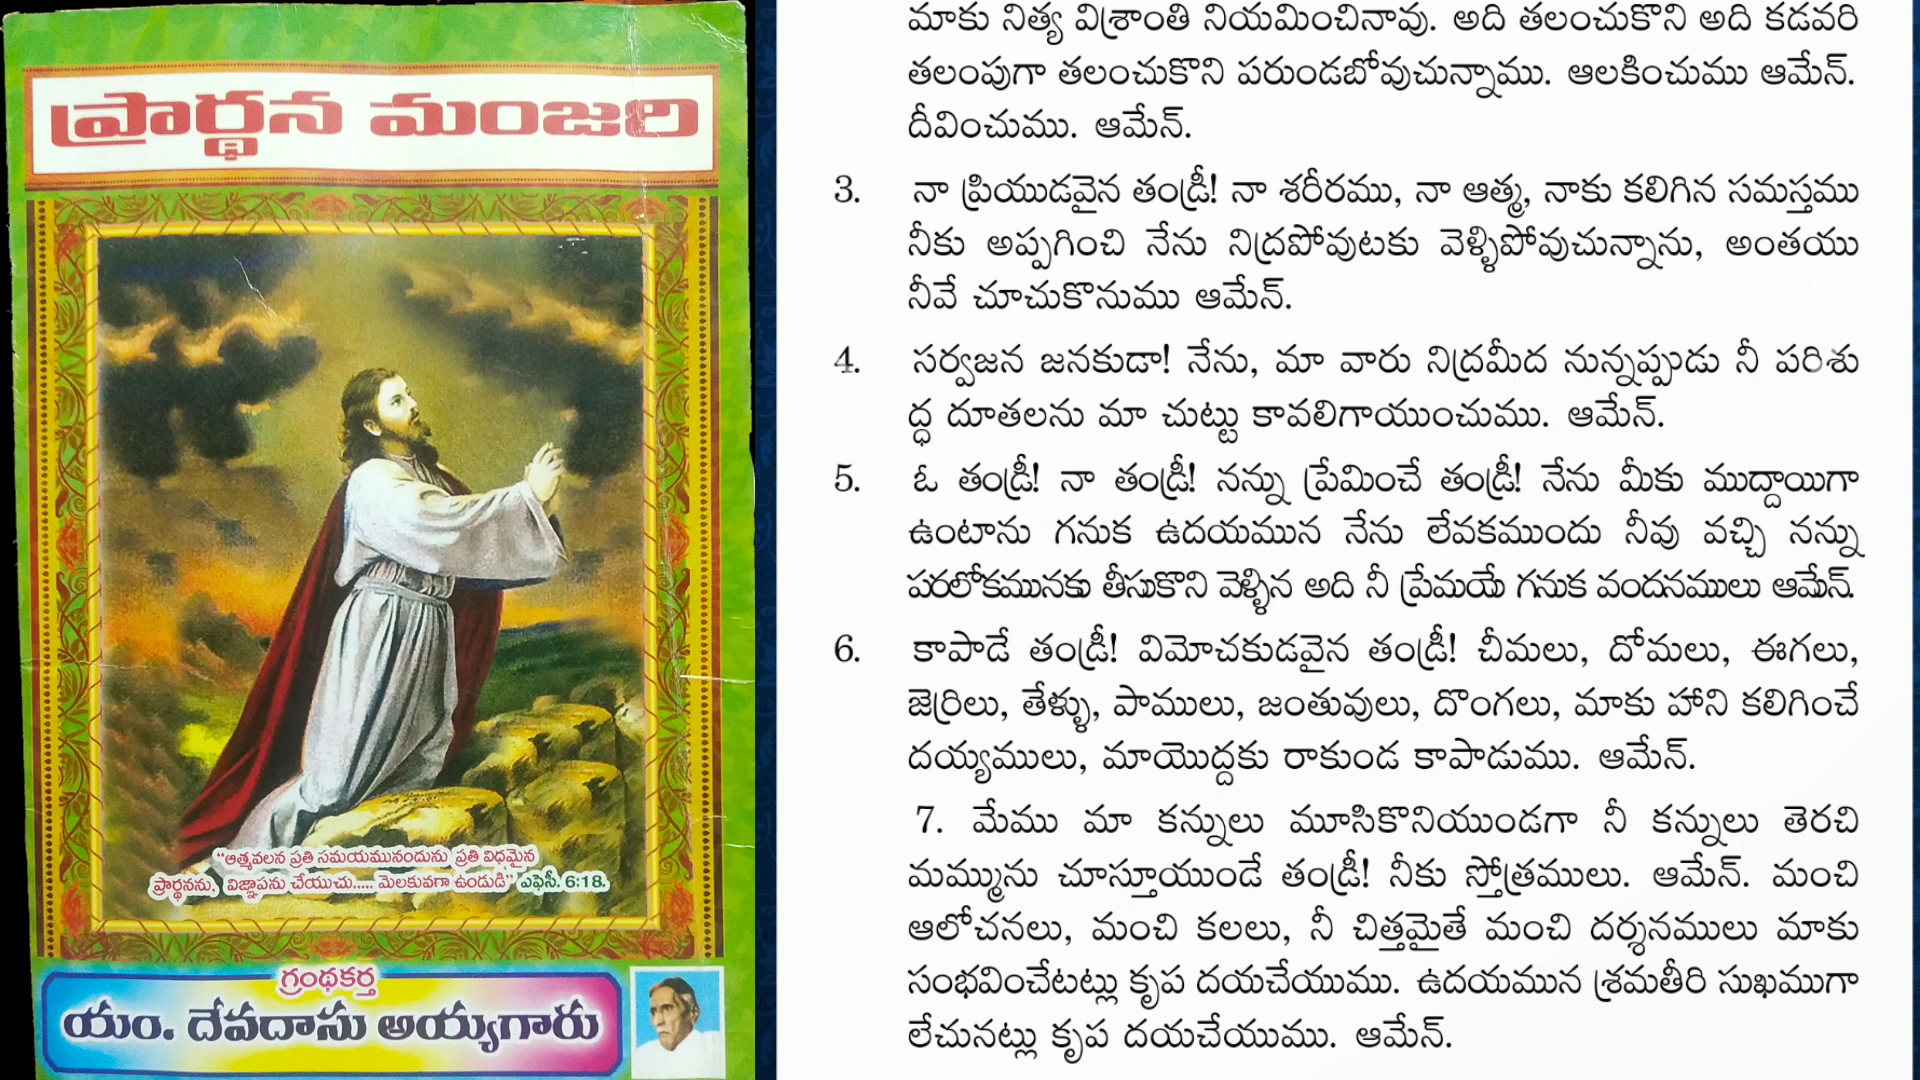 ప్రార్థన మంజరి
“ఆత్మవలన ప్రతి సమయమునందును ప్రతి విధమైన
ప్రార్థనను, విజ్ఞాపను చేయుచు..... మెలకువగా ఉండుడి” ఎఫెసీ. 6:18.
గ్రంథకర్త
యం. దేవదాసు అయ్యగారు
మాకు నిత్య విశ్రాంతి నియమించినావు. అది తలంచుకొని అది కడవరి
తలంపుగా తలంచుకొని పరుండబోవుచున్నాము. ఆలకించుము ఆమేన్.
దీవించుము. ఆమేన్.
3. నా ప్రియుడవైన తండ్రీ! నా శరీరము, నా ఆత్మ, నాకు కలిగిన సమస్తము
నీకు అప్పగించి నేను నిద్రపోవుటకు వెళ్ళిపోవుచున్నాను, అంతయు
నీవే చూచుకొనుము ఆమేన్.
4. సర్వజన జనకుడా! నేను, మా వారు నిద్రమీద నున్నప్పుడు నీ పరిశు
ద్ధ దూతలను మా చుట్టు కావలిగాయుంచుము. ఆమేన్.
5. ఓ తండ్రీ! నా తండ్రీ! నన్ను ప్రేమించే తండ్రీ! నేను మీకు ముద్దాయిగా
ఉంటాను గనుక ఉదయమున నేను లేవకముందు నీవు వచ్చి నన్ను
పరలోకమునకు తీసుకొని వెళ్ళిన అది నీ ప్రేమయే గనుక వందనములు ఆమేన్.
6. కాపాడే తండ్రీ! విమోచకుడవైన తండ్రీ! చీమలు, దోమలు, ఈగలు,
జెర్రిలు, తేళ్ళు, పాములు, జంతువులు, దొంగలు, మాకు హాని కలిగించే
దయ్యములు, మాయొద్దకు రాకుండ కాపాడుము. ఆమేన్.
7. మేము మా కన్నులు మూసికొనియుండగా నీ కన్నులు తెరచి
మమ్మును చూస్తూయుండే తండ్రీ! నీకు స్తోత్రములు. ఆమేన్. మంచి
ఆలోచనలు, మంచి కలలు, నీ చిత్తమైతే మంచి దర్శనములు మాకు
సంభవించేటట్లు కృప దయచేయుము. ఉదయమున శ్రమతీరి సుఖముగా
లేచునట్లు కృప దయచేయుము. ఆమేన్.